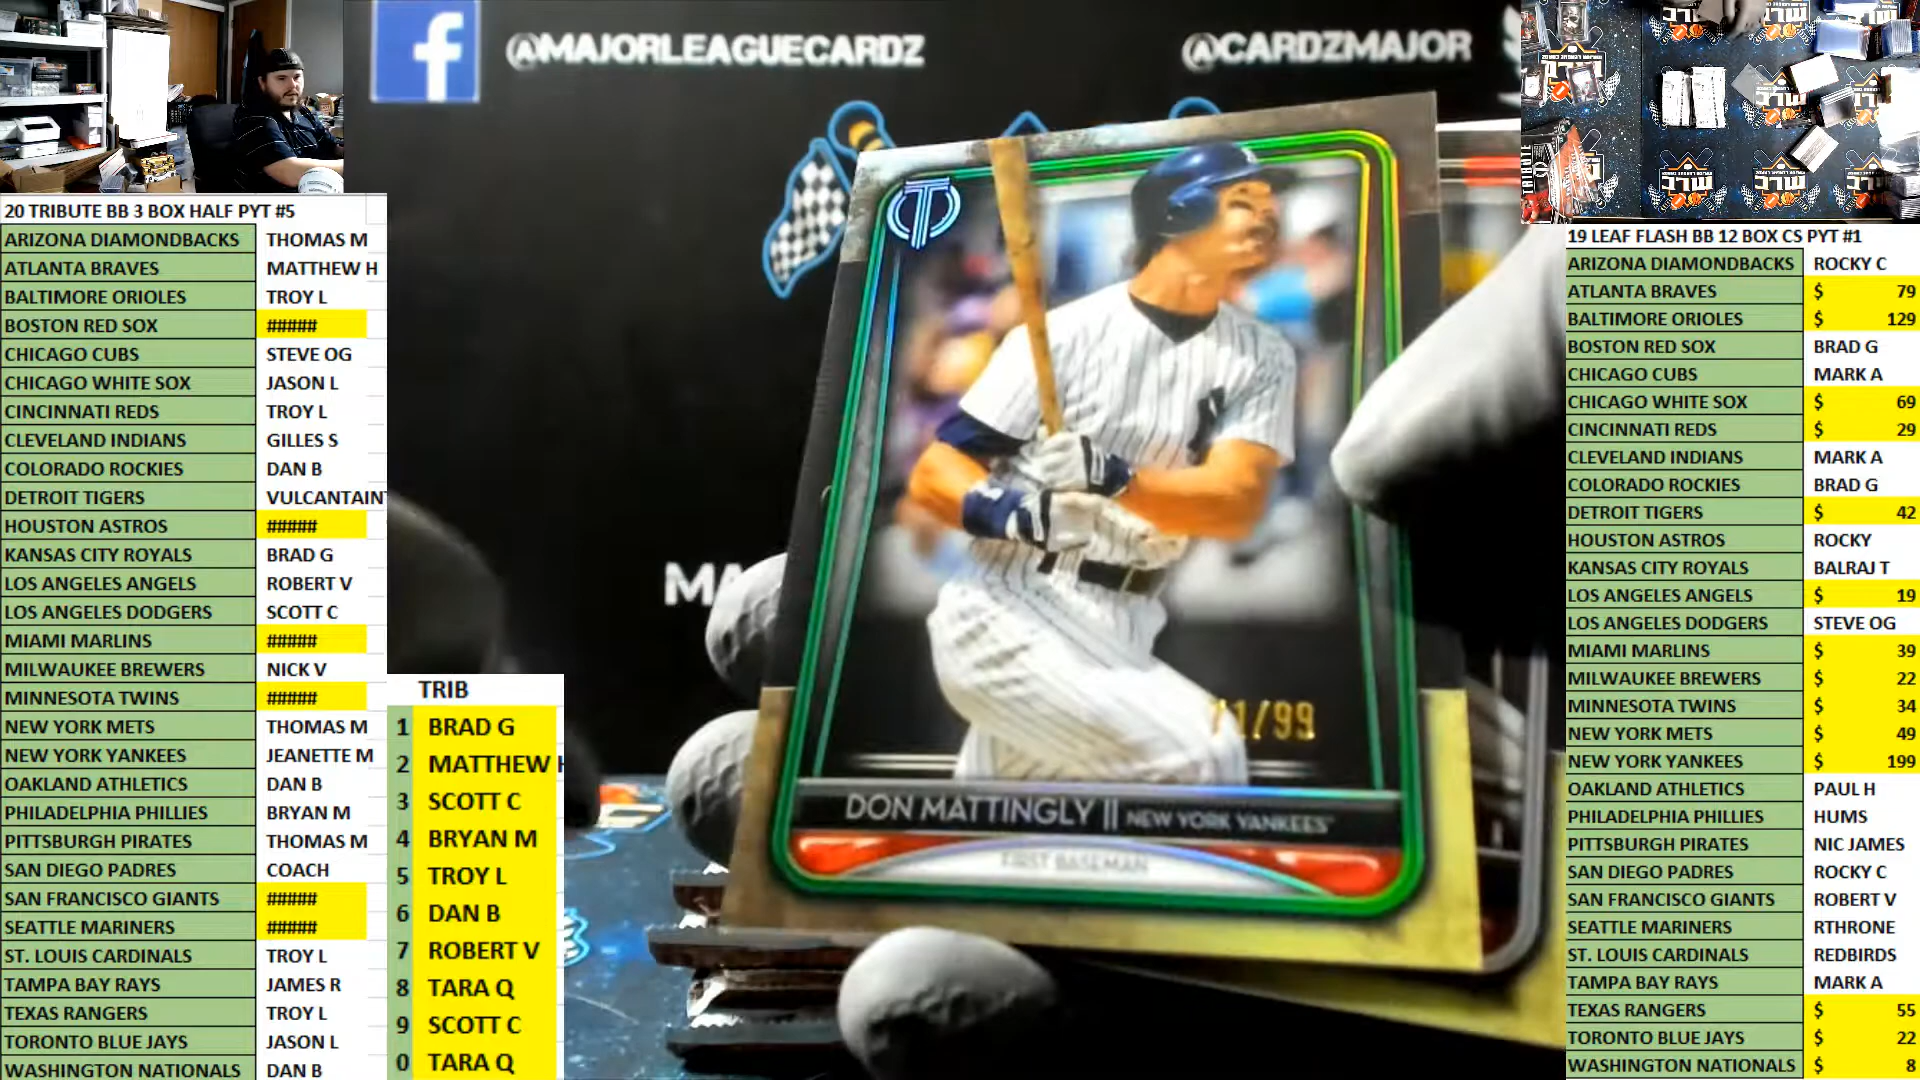 @MAJORLEAGUECARDZ
@CARDZMAJOR
20 TRIBUTE BB 3 BOX HALF PYT #5
ARIZONA DIAMONDBACKS THOMAS M
ATLANTA BRAVES MATTHEW H
BALTIMORE ORIOLES TROY L
BOSTON RED SOX #####
CHICAGO CUBS STEVE OG
CHICAGO WHITE SOX JASON L
CINCINNATI REDS TROY L
CLEVELAND INDIANS GILLES S
COLORADO ROCKIES DAN B
DETROIT TIGERS VULCANTAIN
HOUSTON ASTROS #####
KANSAS CITY ROYALS BRAD G
LOS ANGELES ANGELS ROBERT V
LOS ANGELES DODGERS SCOTT C
MIAMI MARLINS #####
MILWAUKEE BREWERS NICK V
MINNESOTA TWINS #####
NEW YORK METS THOMAS M
NEW YORK YANKEES JEANETTE M
OAKLAND ATHLETICS DAN B
PHILADELPHIA PHILLIES BRYAN M
PITTSBURGH PIRATES THOMAS M
SAN DIEGO PADRES COACH
SAN FRANCISCO GIANTS #####
SEATTLE MARINERS #####
ST. LOUIS CARDINALS TROY L
TAMPA BAY RAYS JAMES R
TEXAS RANGERS TROY L
TORONTO BLUE JAYS JASON L
WASHINGTON NATIONALS DAN B
TRIB
1 BRAD G
2 MATTHEW H
3 SCOTT C
4 BRYAN M
5 TROY L
6 DAN B
7 ROBERT V
8 TARA Q
9 SCOTT C
0 TARA Q
MA
T
/99
DON MATTINGLY || NEW YORK YANKEES™
FIRST BASEMAN
19 LEAF FLASH BB 12 BOX CS PYT #1
ARIZONA DIAMONDBACKS ROCKY C
ATLANTA BRAVES $ 79
BALTIMORE ORIOLES $ 129
BOSTON RED SOX BRAD G
CHICAGO CUBS MARK A
CHICAGO WHITE SOX $ 69
CINCINNATI REDS $ 29
CLEVELAND INDIANS MARK A
COLORADO ROCKIES BRAD G
DETROIT TIGERS $ 42
HOUSTON ASTROS ROCKY
KANSAS CITY ROYALS BALRAJ T
LOS ANGELES ANGELS $ 19
LOS ANGELES DODGERS STEVE OG
MIAMI MARLINS $ 39
MILWAUKEE BREWERS $ 22
MINNESOTA TWINS $ 34
NEW YORK METS $ 49
NEW YORK YANKEES $ 199
OAKLAND ATHLETICS PAUL H
PHILADELPHIA PHILLIES HUMS
PITTSBURGH PIRATES NIC JAMES
SAN DIEGO PADRES ROCKY C
SAN FRANCISCO GIANTS ROBERT V
SEATTLE MARINERS RTHRONE
ST. LOUIS CARDINALS REDBIRDS
TAMPA BAY RAYS MARK A
TEXAS RANGERS $ 55
TORONTO BLUE JAYS $ 22
WASHINGTON NATIONALS $ 8